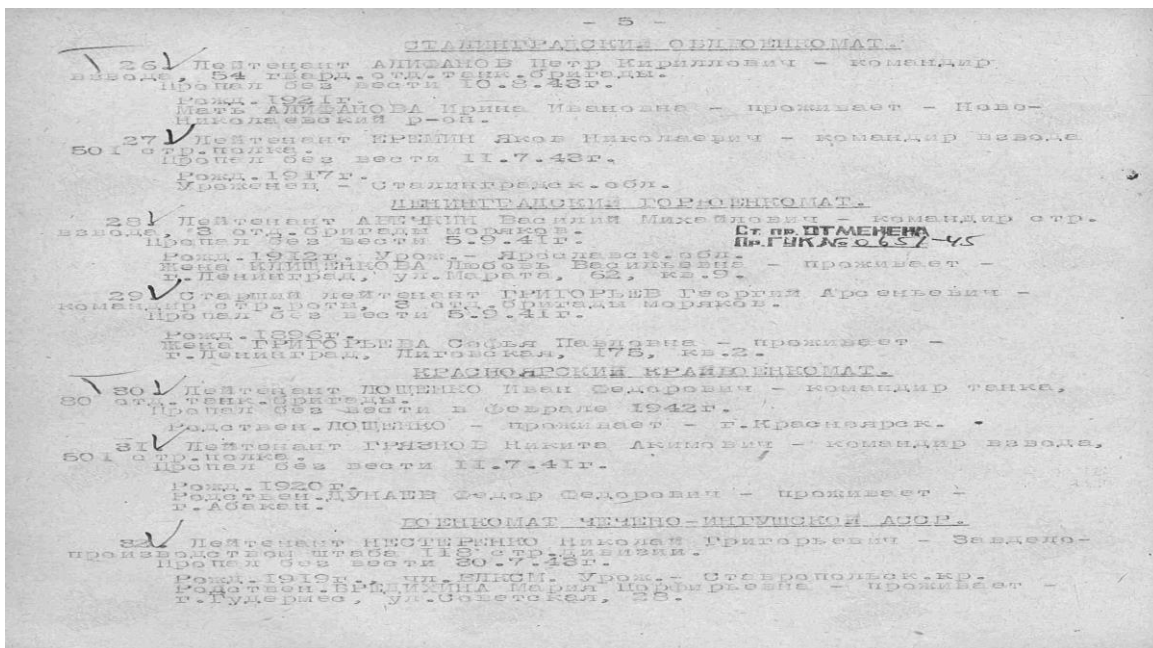 - 5 -
СТАЛИНГРАДСКИЙ ОБЛВОЕНКОМАТ.
26. Лейтенант АЛИФАНОВ Петр Кириллович - командир
взвода, 54 гвард.отд.танк.бригады.
Пропал без вести 10.8.43г.
Рожд.1921г.
Мать АЛИФАНОВА Ирина Ивановна - проживает - Ново-
Николаевский р-он.
27. Лейтенант ЕРЕМИН Яков Николаевич - командир взвода
501 стр.полка.
Пропал без вести 11.7.43г.
Рожд.1917г.
Уроженец - Сталинградск.обл.
ЛЕНИНГРАДСКИЙ ГОРВОЕНКОМАТ.
28. Лейтенант Василий Михайлович - командир стр.
взвода, 3 отд.бригады моряков.
Пропал без вести 5.9.41г.
Ст. пр. ОТМЕНЕНА
Пр.ГУК № 0651-45
Рожд.1912г. Урож.- Ярославск.обл.
Жена КЛИЩЕНКОВА Любовь Васильевна - проживает -
г.Ленинград, ул.Марата, 62, кв.9.
29. Старший лейтенант ГРИГОРЬЕВ Георгий Арсеньевич -
командир стр.роты, 3 отд.бригады моряков.
Пропал без вести 5.9.41г.
Рожд.1896г.
Жена ГРИГОРЬЕВА Софья Павловна - проживает -
г.Ленинград, Лиговская, 175, кв.2.
КРАСНОЯРСКИЙ КРАЙВОЕНКОМАТ.
30. Лейтенант ЛОЩЕНКО Иван Федорович - командир танка,
80 отд.танк.бригады.
Пропал без вести в феврале 1942г.
Родствен.ЛОЩЕНКО - проживает - г.Красноярск.
31. Лейтенант ГРЯЗНОВ Никита Акимович - командир взвода,
501 стр.полка.
Пропал без вести 11.7.41г.
Рожд.1920г.
Родствен.ДУНАЕВ Федор Федорович - проживает -
г.Абакан.
ВОЕНКОМАТ ЧЕЧЕНО-ИНГУШСКОЙ АССР.
32. Лейтенант НЕСТЕРЕНКО Николай Григорьевич - Завдело-
производством штаба 118 стр.дивизии.
Пропал без вести 30.7.43г.
Рожд.1919г., чл.ВЛКСМ. Урож.- Ставропольск.кр.
Родствен.БРЕДИХИНА Мария Порфирьевна - проживает -
г.Гудермес, ул.Советская, 28.